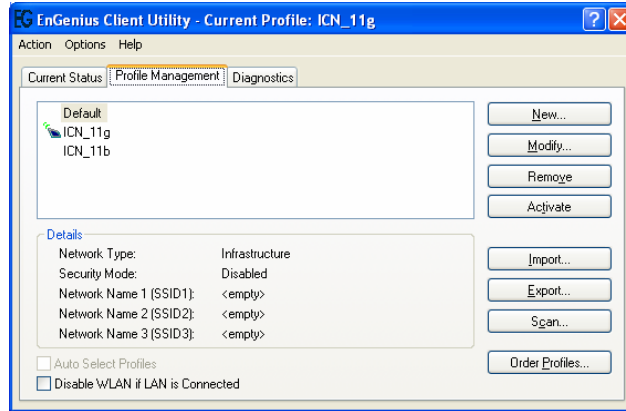 EG EnGenius Client Utility - Current Profile: ICN_11g
Action Options Help
Current Status Profile Management Diagnostics
Default
ICN_11g
ICN_11b
New...
Modify...
Remove
Activate
Details
Network Type: Infrastructure
Security Mode: Disabled
Network Name 1 (SSID1): <empty>
Network Name 2 (SSID2): <empty>
Network Name 3 (SSID3): <empty>
Import...
Export...
Scan...
Auto Select Profiles
Disable WLAN if LAN is Connected
Order Profiles...